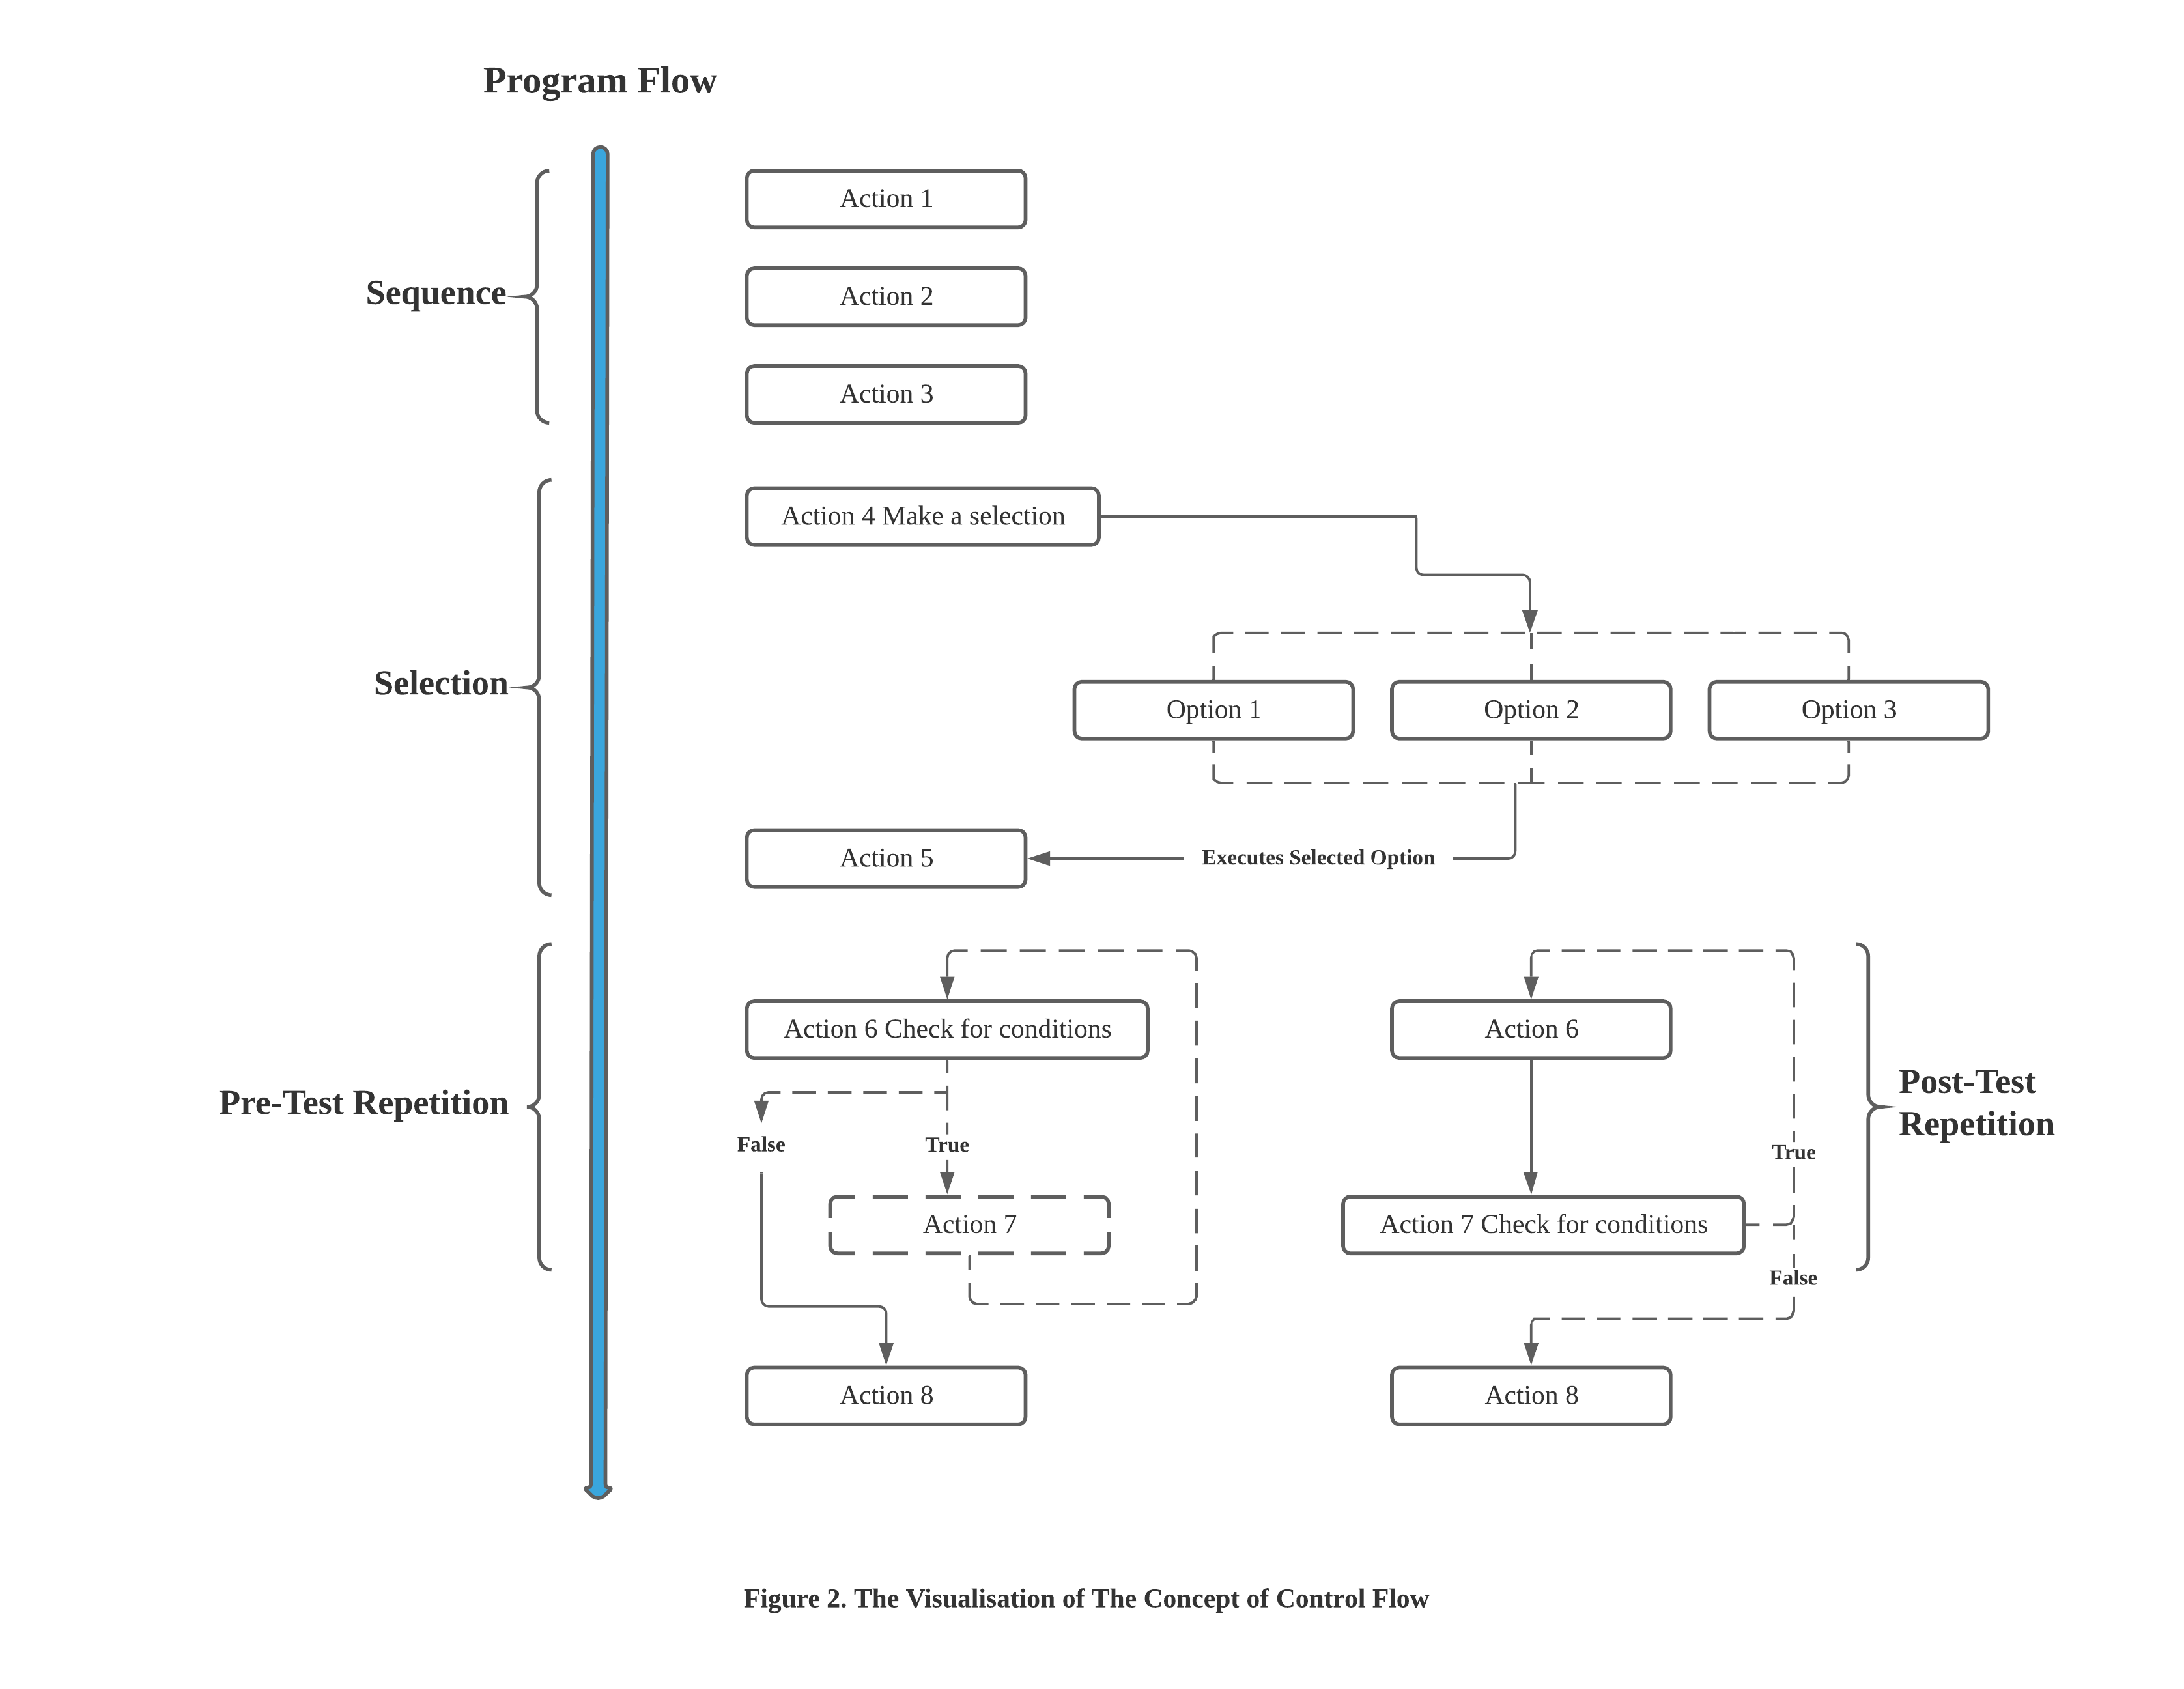 Program Flow
Action 1
Sequence
Action 2
Action 3
Action 4 Make a selection
Selection
Option 1
Option 2
Option 3
Action 5
Executes Selected Option
Pre-Test Repetition
Action 6 Check for conditions
False
True
Action 7
Action 8
Action 6
Post-Test
Repetition
True
Action 7 Check for conditions
False
Action 8
Figure 2. The Visualisation of The Concept of Control Flow